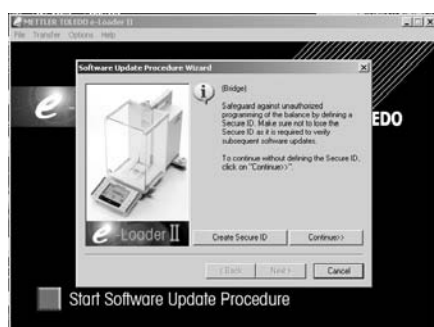 METTLER TOLEDO e-Loader II
File Transfer Options Help
Software Update Procedure Wizard
(Bridge)
Safeguard against unauthorized
programming of the balance by defining a
Secure ID. Make sure not to lose the
Secure ID as it is required to verify
subsequent software updates.
To continue without defining the Secure ID,
click on "Continue>>".
e
EDO
e-Loader II
Create Secure ID
Continue>>
< Back
Next >
Cancel
Start Software Update Procedure